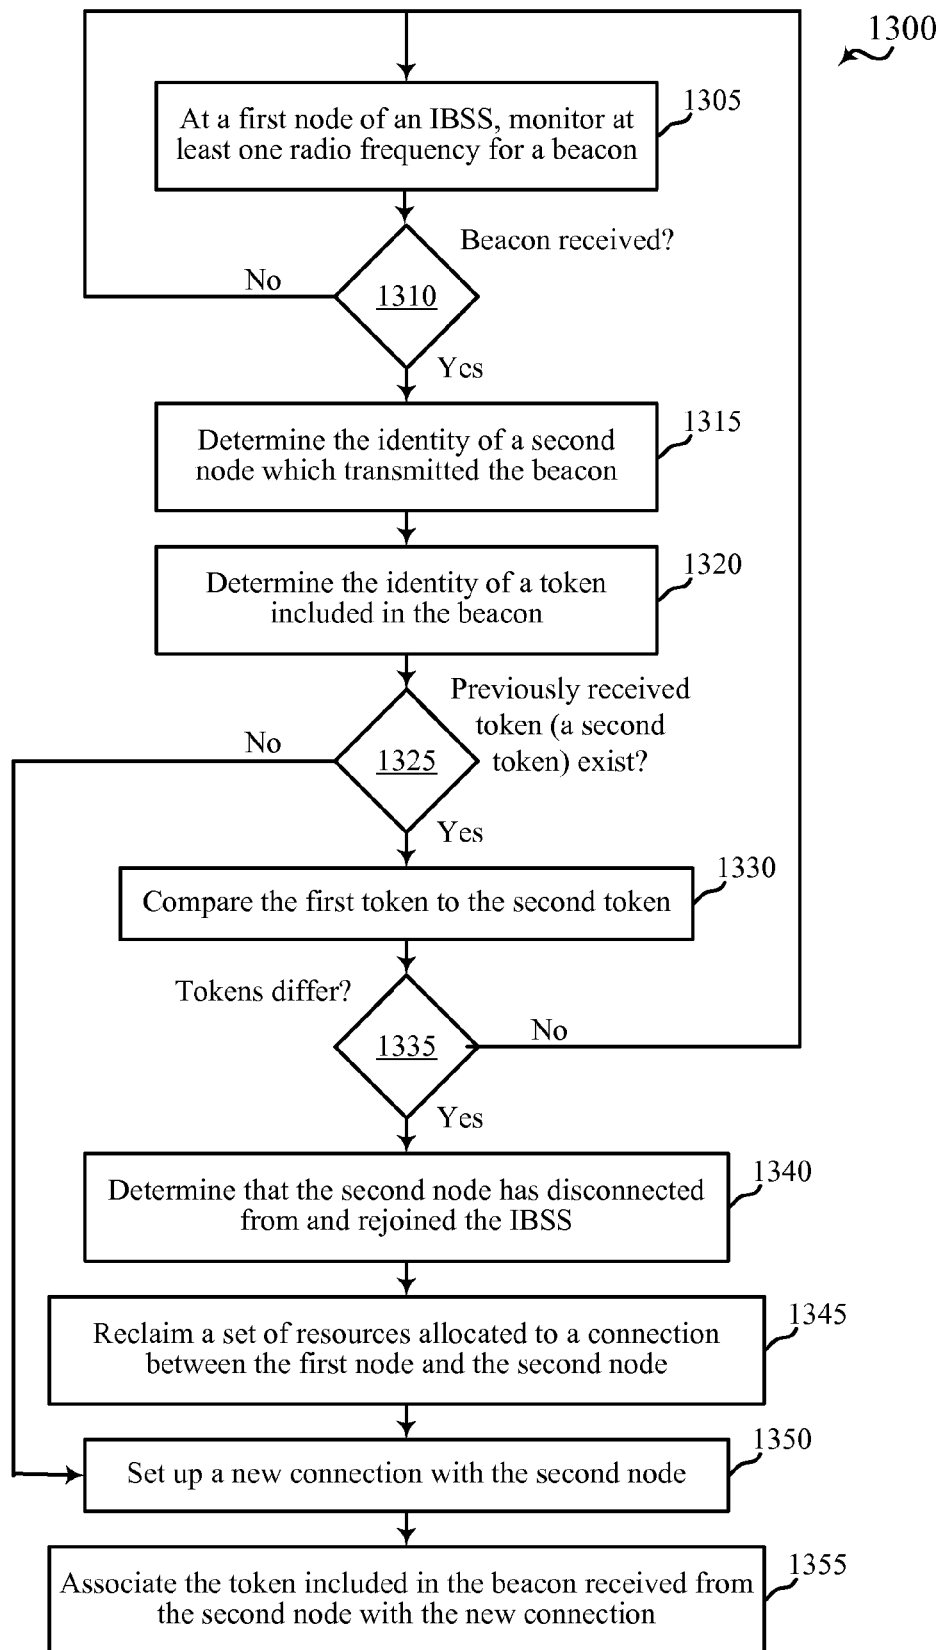 1300
At a first node of an IBSS, monitor at
least one radio frequency for a beacon
1305
Beacon received?
No
1310
Yes
Determine the identity of a second
node which transmitted the beacon
1315
Determine the identity of a token
included in the beacon
1320
Previously received
token (a second
token) exist?
No
1325
Yes
Compare the first token to the second token
1330
Tokens differ?
1335
No
Yes
Determine that the second node has disconnected
from and rejoined the IBSS
1340
Reclaim a set of resources allocated to a connection
between the first node and the second node
1345
Set up a new connection with the second node
1350
Associate the token included in the beacon received from
the second node with the new connection
1355